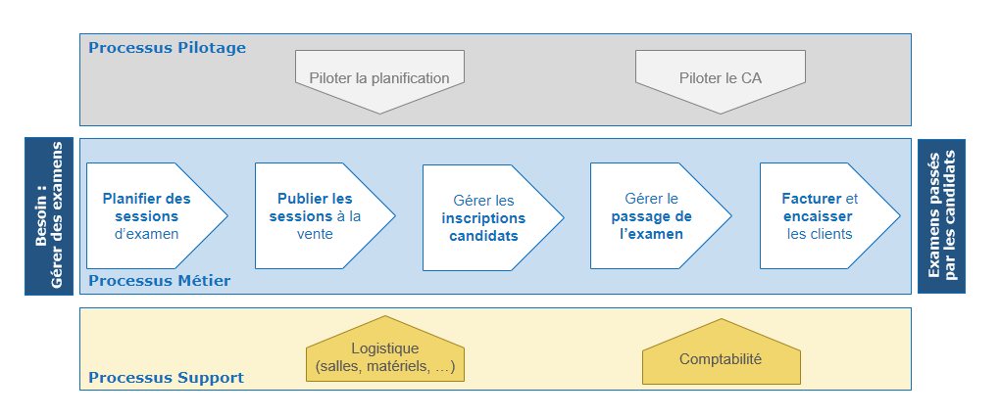 Processus Pilotage
Piloter la planification
Piloter le CA
Besoin :
Gérer des examens
Planifier des
sessions
d’examen
Publier les
sessions à la
vente
Gérer les
inscriptions
candidats
Gérer le
passage de
l’examen
Facturer et
encaisser
les clients
Processus Métier
Examens passés
par les candidats
Logistique
(salles, matériels, …)
Comptabilité
Processus Support